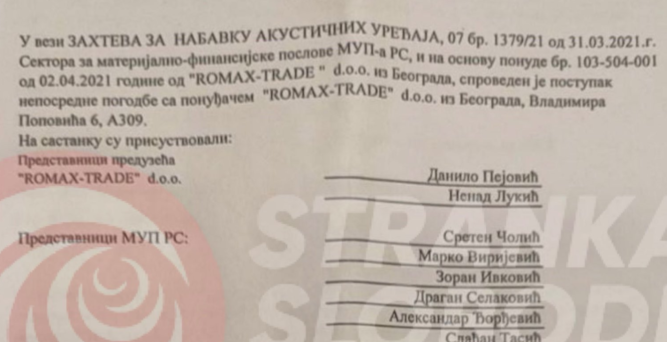 У вези ЗАХТЕВА ЗА НАБАВКУ АКУСТИЧНИХ УРЕЂАЈА, 07 бр. 1379/21 од 31.03.2021.г.
Сектора за материјално-финансијске послове МУП-а РС, и на основу понуде бр. 103-504-001
од 02.04.2021 године од "ROMAX-TRADE " d.o.o. из Београда, спроведен је поступак
непосредне погодбе са понуђачем "ROMAX-TRADE" d.o.o. из Београда, Владимира
Поповића 6, А309.
На састанку су присуствовали:
Представници предузећа
"ROMAX-TRADE" d.o.o.
Данило Пејовић
Ненад Лукић
Представници МУП РС:
Сретен Чолић
Марко Виријевић
Зоран Ивковић
Драган Селаковић
Александар Ђорђевић
Слађан Тасић
STRANKA
SLOBODE